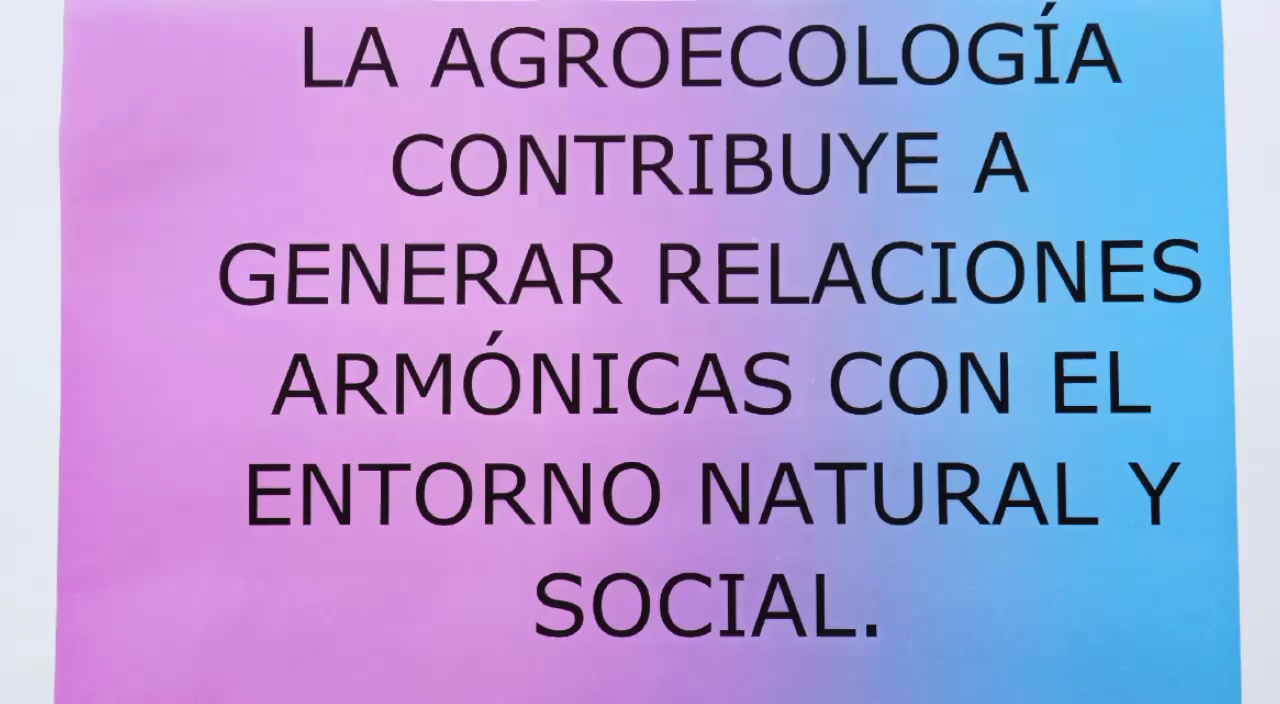 LA AGROECOLOGÍA
CONTRIBUYE A
GENERAR RELACIONES
ARMÓNICAS CON EL
ENTORNO NATURAL Y
SOCIAL.